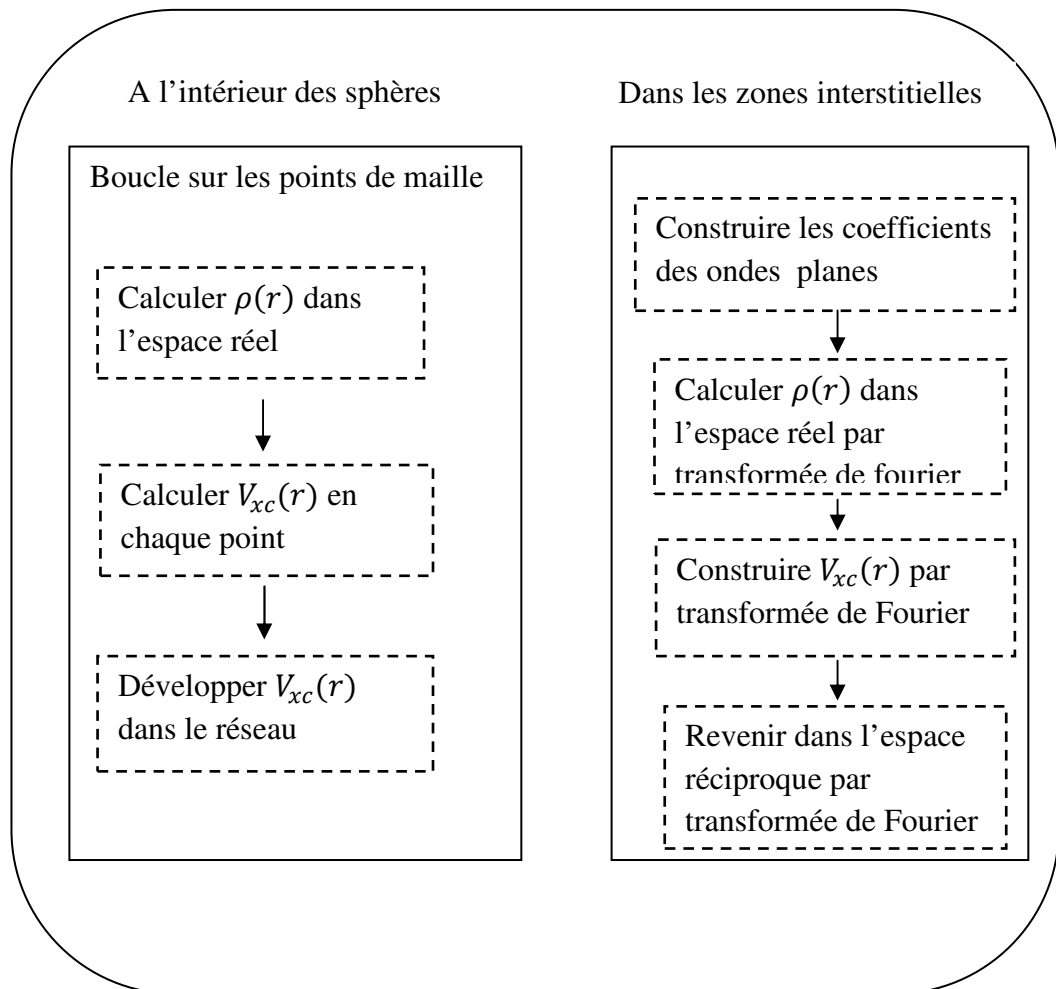 A l'intérieur des sphères
Boucle sur les points de maille
Calculer ρ(r) dans
l'espace réel
Calculer V_xc(r) en
chaque point
Développer V_xc(r)
dans le réseau
Dans les zones interstitielles
Construire les coefficients
des ondes planes
Calculer ρ(r) dans
l'espace réel par
transformée de fourier
Construire V_xc(r) par
transformée de Fourier
Revenir dans l'espace
réciproque par
transformée de Fourier